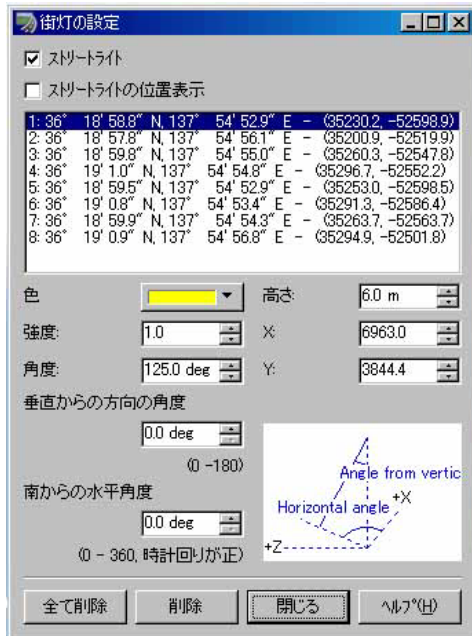 街灯の設定
ストリートライト
ストリートライトの位置表示
1: 36° 18' 58.8" N, 137° 54' 52.9" E - (35230.2, -52598.9)
2: 36° 18' 57.8" N, 137° 54' 56.1" E - (35200.9, -52519.9)
3: 36° 18' 59.8" N, 137° 54' 55.0" E - (35260.3, -52547.8)
4: 36° 19' 1.0" N, 137° 54' 54.8" E - (35296.7, -52552.2)
5: 36° 18' 59.5" N, 137° 54' 52.9" E - (35253.0, -52598.5)
6: 36° 19' 0.8" N, 137° 54' 53.4" E - (35291.3, -52586.4)
7: 36° 18' 59.9" N, 137° 54' 54.3" E - (35263.7, -52563.7)
8: 36° 19' 0.9" N, 137° 54' 56.8" E - (35294.9, -52501.8)
色 高さ: 6.0 m
強度: 1.0 X: 6963.0
角度: 125.0 deg Y: 3844.4
垂直からの方向の角度
0.0 deg
(0 -180)
南からの水平角度
0.0 deg
(0 - 360, 時計回りが正)
Angle from vertic
Horizontal angle
+X
+Z
全て削除 削除 閉じる ヘルプ(H)